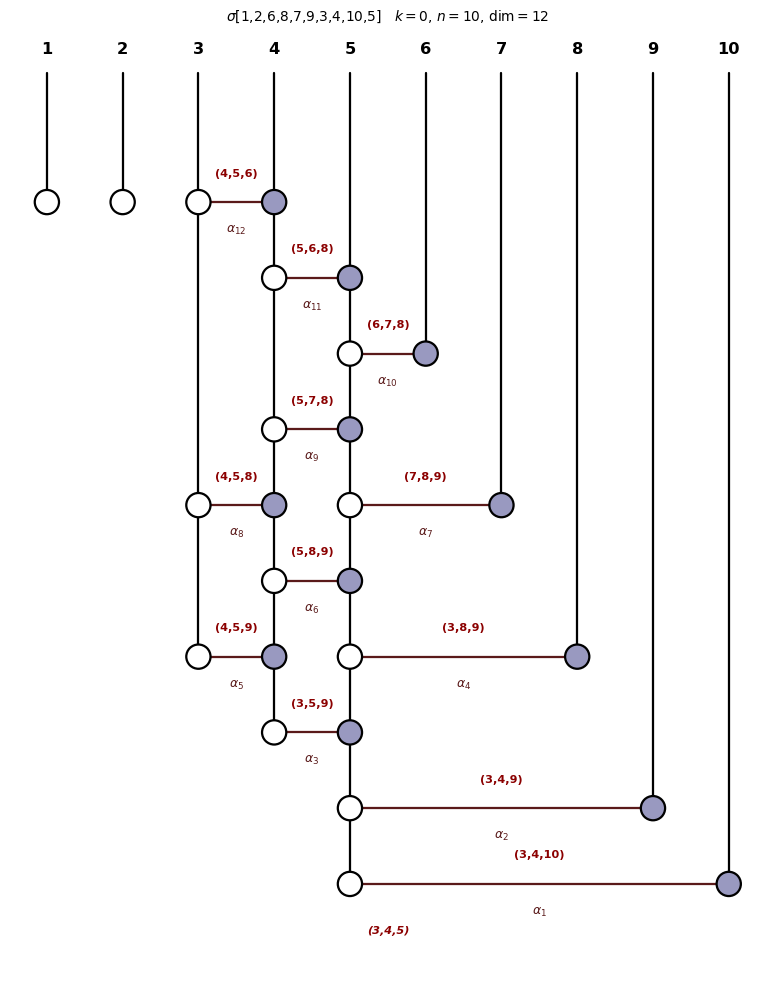 σ[1,2,6,8,7,9,3,4,10,5]   k=0, n=10, dim=12
1 2 3 4 5 6 7 8 9 10
(4,5,6)
α₁₂
(5,6,8)
α₁₁
(6,7,8)
α₁₀
(5,7,8)
α₉
(4,5,8) (7,8,9)
α₈ α₇
(5,8,9)
α₆
(4,5,9) (3,8,9)
α₅ α₄
(3,5,9)
α₃
(3,4,9)
α₂
(3,4,10)
α₁
(3,4,5)